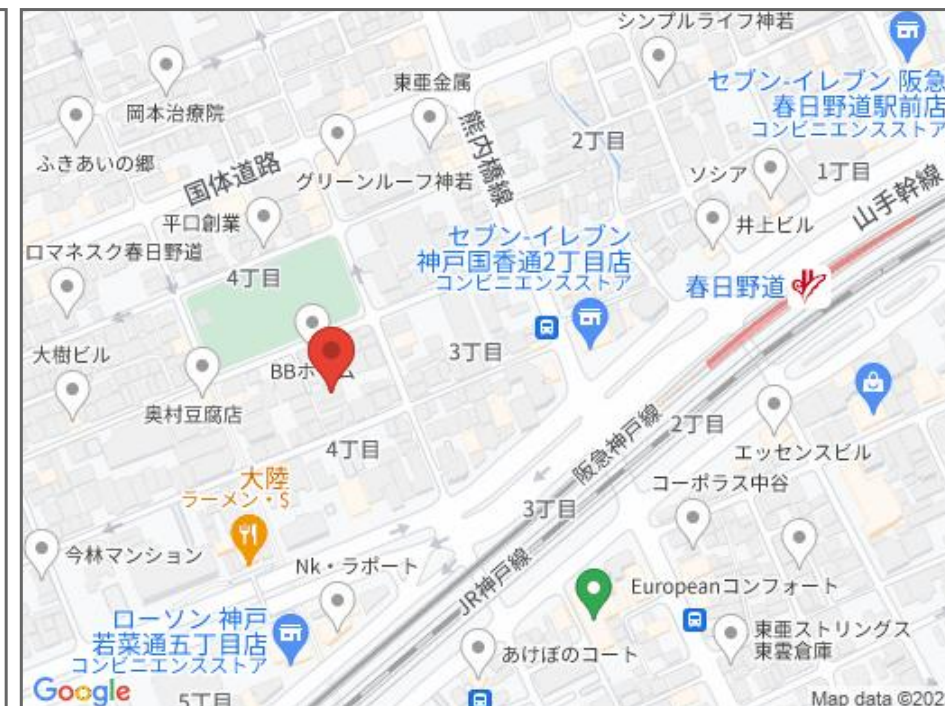 シンプルライフ神若
セブン-イレブン 阪急
春日野道駅前店
コンビニエンスストア
東亜金属
岡本治療院
熊内橋線
2丁目
ふきあいの郷
国体道路
グリーンルーフ神若
ソシア
1丁目
山手幹線
平口創業
井上ビル
ロマネスク春日野道
セブン-イレブン
神戸国香通2丁目店
コンビニエンスストア
4丁目
春日野道
大樹ビル
3丁目
奥村豆腐店
4丁目
阪急神戸線
2丁目
エッセンスビル
大陸
ラーメン・S
コーポラス中谷
3丁目
今林マンション
Nk・ラポート
JR神戸線
Europeanコンフォート
ローソン 神戸
若菜通五丁目店
コンビニエンスストア
東亜ストリングス
東雲倉庫
あけぼのコート
Google
5丁目